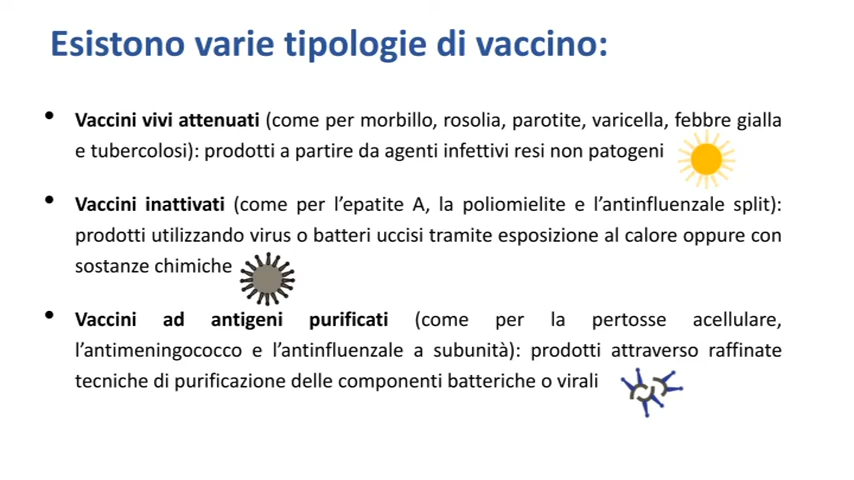 Esistono varie tipologie di vaccino:
• Vaccini vivi attenuati (come per morbillo, rosolia, parotite, varicella, febbre gialla
e tubercolosi): prodotti a partire da agenti infettivi resi non patogeni
• Vaccini inattivati (come per l’epatite A, la poliomielite e l’antinfluenzale split):
prodotti utilizzando virus o batteri uccisi tramite esposizione al calore oppure con
sostanze chimiche
• Vaccini ad antigeni purificati (come per la pertosse acellulare,
l’antimeningococco e l’antinfluenzale a subunità): prodotti attraverso raffinate
tecniche di purificazione delle componenti batteriche o virali